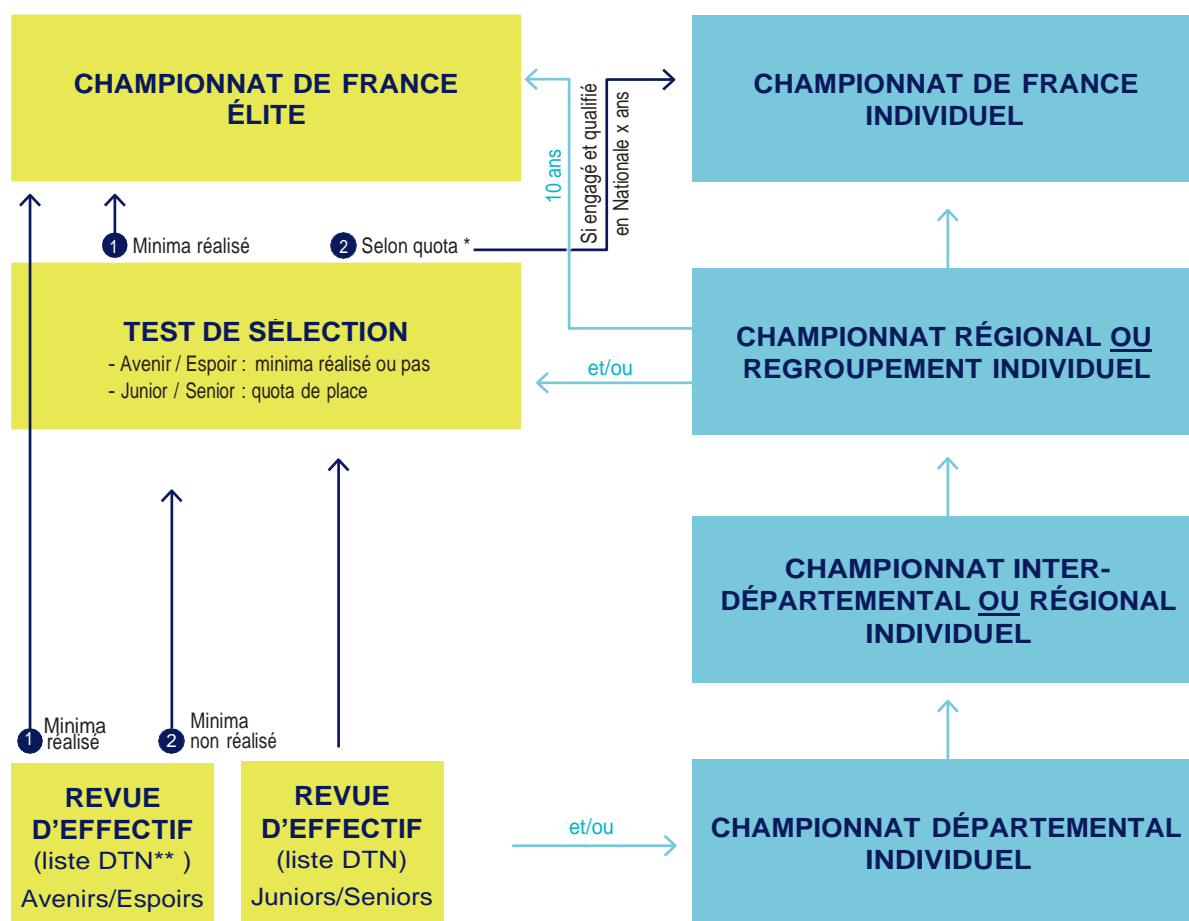 CHAMPIONNAT DE FRANCE
ÉLITE
10 ans
Si engagé et qualifié
en Nationale x ans
CHAMPIONNAT DE FRANCE
INDIVIDUEL
1 Minima réalisé
2 Selon quota *
TEST DE SÉLECTION
- Avenir / Espoir : minima réalisé ou pas
- Junior / Senior : quota de place
et/ou
CHAMPIONNAT RÉGIONAL OU
REGROUPEMENT INDIVIDUEL
CHAMPIONNAT INTER-
DÉPARTEMENTAL OU RÉGIONAL
INDIVIDUEL
1 Minima
réalisé
2 Minima
non réalisé
REVUE
D'EFFECTIF
(liste DTN** )
Avenirs/Espoirs
REVUE
D'EFFECTIF
(liste DTN)
Juniors/Seniors
et/ou
CHAMPIONNAT DÉPARTEMENTAL
INDIVIDUEL